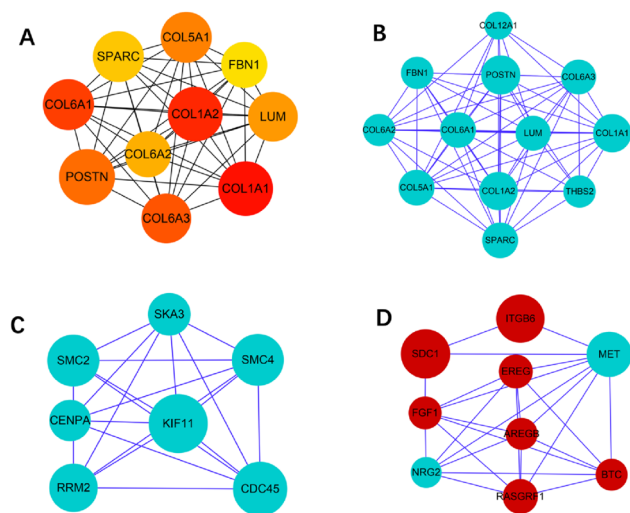 A
COL5A1
SPARC
FBN1
COL6A1
COL1A2
LUM
COL6A2
POSTN
COL1A1
COL6A3
B
COL12A1
FBN1
POSTN
COL6A3
COL6A2
COL6A1
LUM
COL1A1
COL5A1
COL1A2
THBS2
SPARC
C
SKA3
SMC2
SMC4
CENPA
KIF11
RRM2
CDC45
D
ITGB6
SDC1
MET
EREG
FGF1
AREGB
NRG2
BTC
RASGRF1